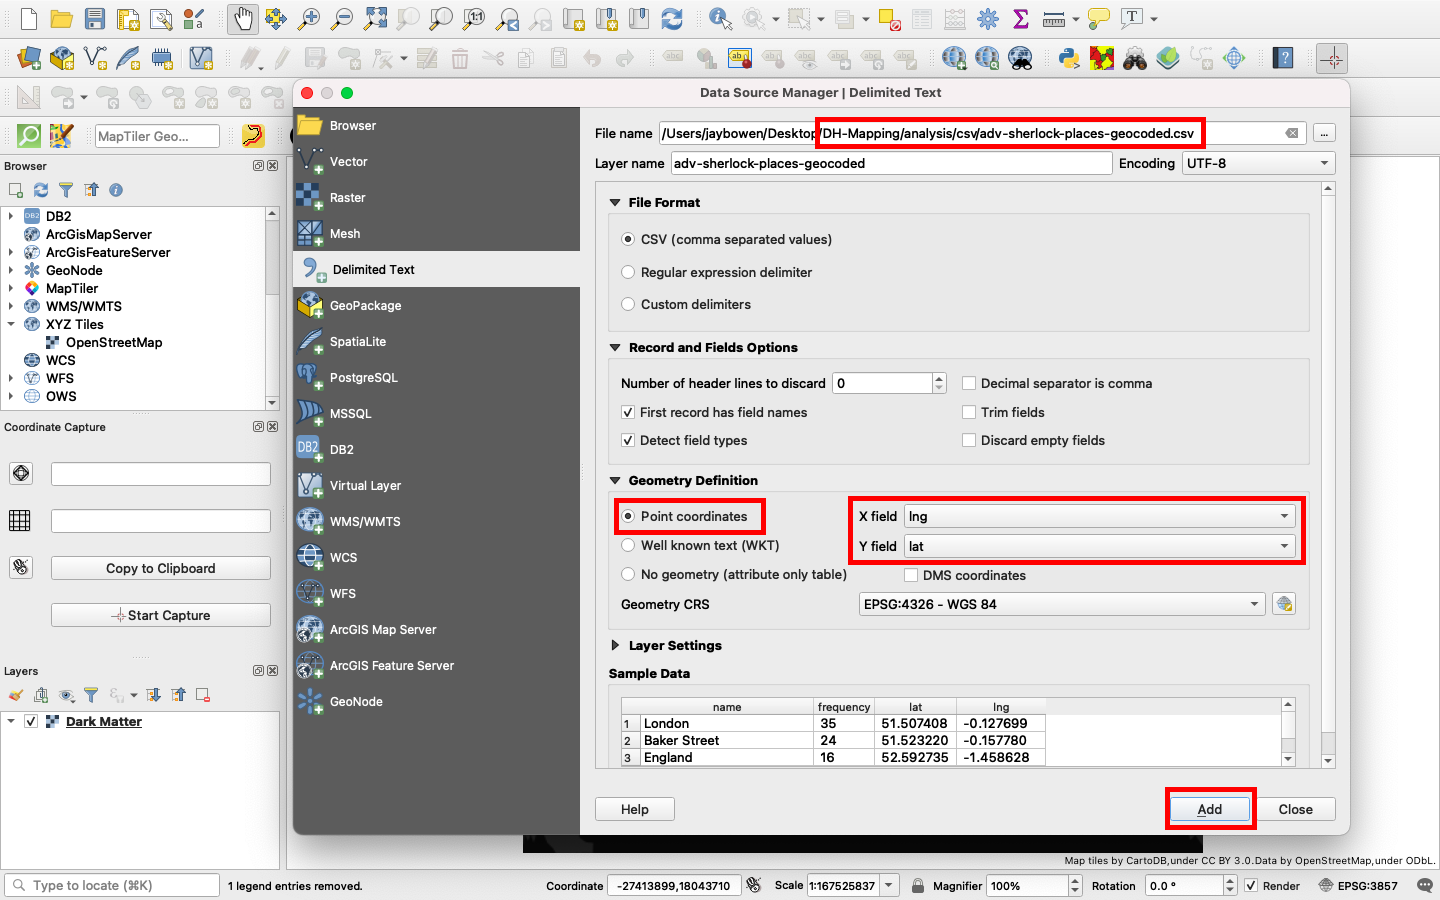 MapTiler Geo...
Browser
DB2
ArcGisMapServer
ArcGisFeatureServer
GeoNode
MapTiler
WMS/WMTS
XYZ Tiles
OpenStreetMap
WCS
WFS
OWS
Coordinate Capture
Copy to Clipboard
Start Capture
Layers
Dark Matter
Data Source Manager | Delimited Text
Browser
Vector
Raster
Mesh
Delimited Text
GeoPackage
SpatiaLite
PostgreSQL
MSSQL
DB2
DB2
Virtual Layer
WMS/WMTS
WCS
WFS
ArcGIS Map Server
ArcGIS Feature Server
GeoNode
File name /Users/jaybowen/Desktop/DH-Mapping/analysis/csv/adv-sherlock-places-geocoded.csv ...
Layer name adv-sherlock-places-geocoded Encoding UTF-8
File Format
CSV (comma separated values)
Regular expression delimiter
Custom delimiters
Record and Fields Options
Number of header lines to discard 0 Decimal separator is comma
First record has field names Trim fields
Detect field types Discard empty fields
Geometry Definition
Point coordinates X field lng
Well known text (WKT) Y field lat
No geometry (attribute only table) DMS coordinates
Geometry CRS EPSG:4326 - WGS 84
Layer Settings
Sample Data
name frequency lat lng
1 London 35 51.507408 -0.127699
2 Baker Street 24 51.523220 -0.157780
3 England 16 52.592735 -1.458628
Help Add Close
Map tiles by CartoDB,under CC BY 3.0.Data by OpenStreetMap,under ODbL.
Type to locate (⌘K) 1 legend entries removed. Coordinate -27413899,18043710 Scale 1:167525837 Magnifier 100% Rotation 0.0 ° Render EPSG:3857